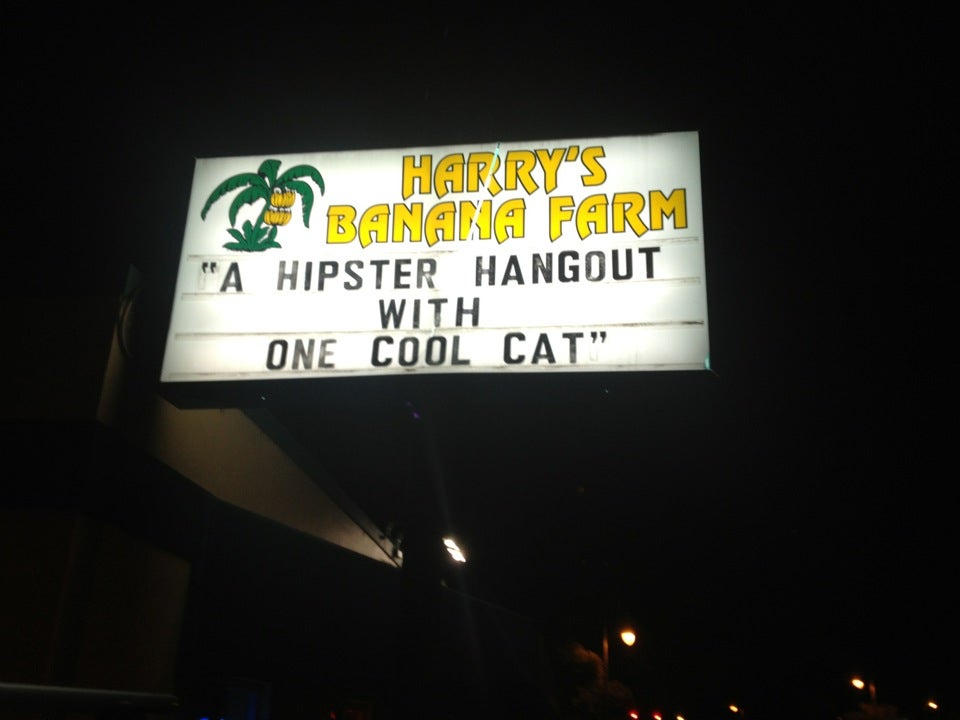 HARRY'S
BANANA FARM
"A HIPSTER HANGOUT
WITH
ONE COOL CAT"